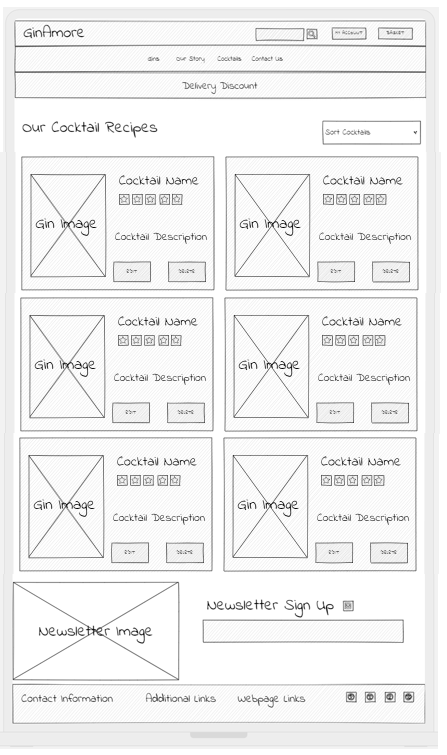 GinAmore
MY ACCOUNT
BASKET
Gins Our Story Cocktails Contact Us
Delivery Discount
Our Cocktail Recipes
Sort Cocktails
Cocktail Name
Gin Image
Cocktail Description
EDIT
DELETE
Cocktail Name
Gin Image
Cocktail Description
EDIT
DELETE
Cocktail Name
Gin Image
Cocktail Description
EDIT
DELETE
Cocktail Name
Gin Image
Cocktail Description
EDIT
DELETE
Cocktail Name
Gin Image
Cocktail Description
EDIT
DELETE
Cocktail Name
Gin Image
Cocktail Description
EDIT
DELETE
Newsletter Image
Newsletter Sign Up
Contact Information
Additional Links
Webpage Links